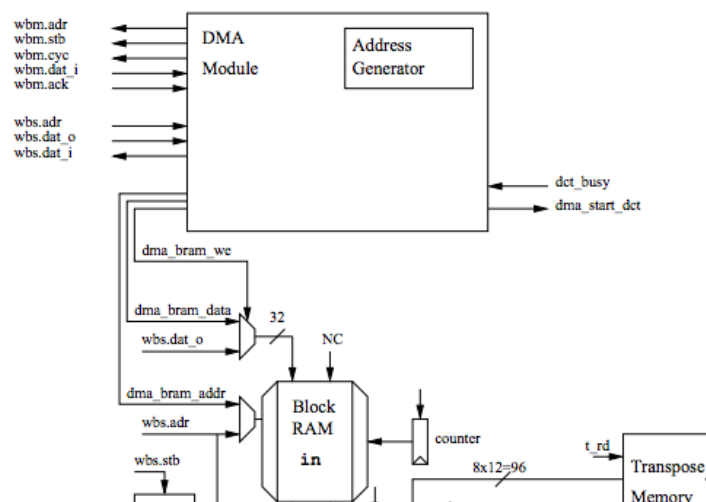 wbm.adr
wbm.stb
wbm.cyc
wbm.dat_i
wbm.ack
wbs.adr
wbs.dat_o
wbs.dat_i
DMA
Module
Address
Generator
dct_busy
dma_start_dct
dma_bram_we
dma_bram_data
32
wbs.dat_o
NC
dma_bram_addr
Block
RAM
in
wbs.adr
counter
wbs.stb
8x12=96
t_rd
Transpose
Memory